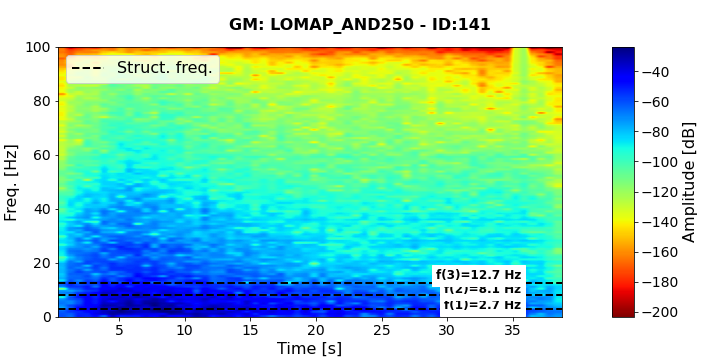 GM: LOMAP_AND250 - ID:141
100
80
60
40
20
0
Freq. [Hz]
Struct. freq.
f(3)=12.7 Hz
f(2)=8.1 Hz
f(1)=2.7 Hz
5
10
15
20
25
30
35
Time [s]
−40
−60
−80
−100
−120
−140
−160
−180
−200
Amplitude [dB]